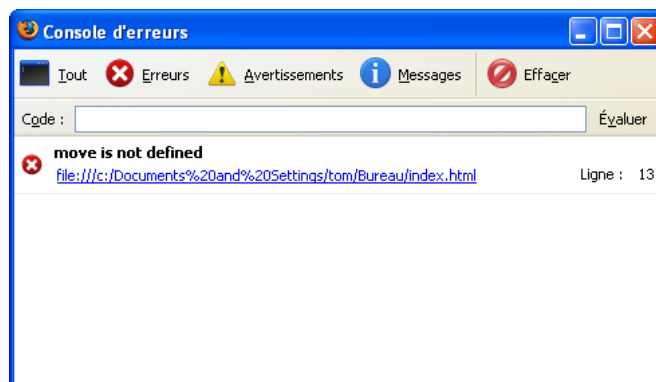 Console d'erreurs
Tout Erreurs Avertissements Messages Effacer
Code : Évaluer
move is not defined
file:///c:/Documents%20and%20Settings/tom/Bureau/index.html Ligne : 13